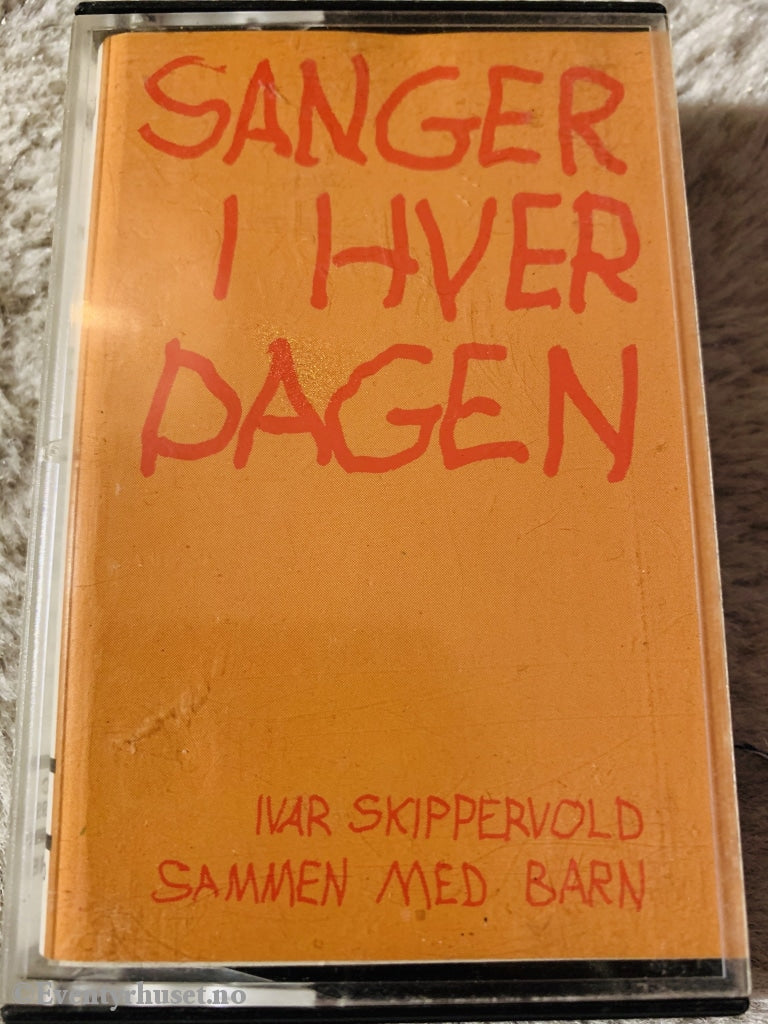 SANGER
I HVER
DAGEN
IVAR SKIPPERVOLD
SAMMEN MED BARN
© Eventyrhuset.no